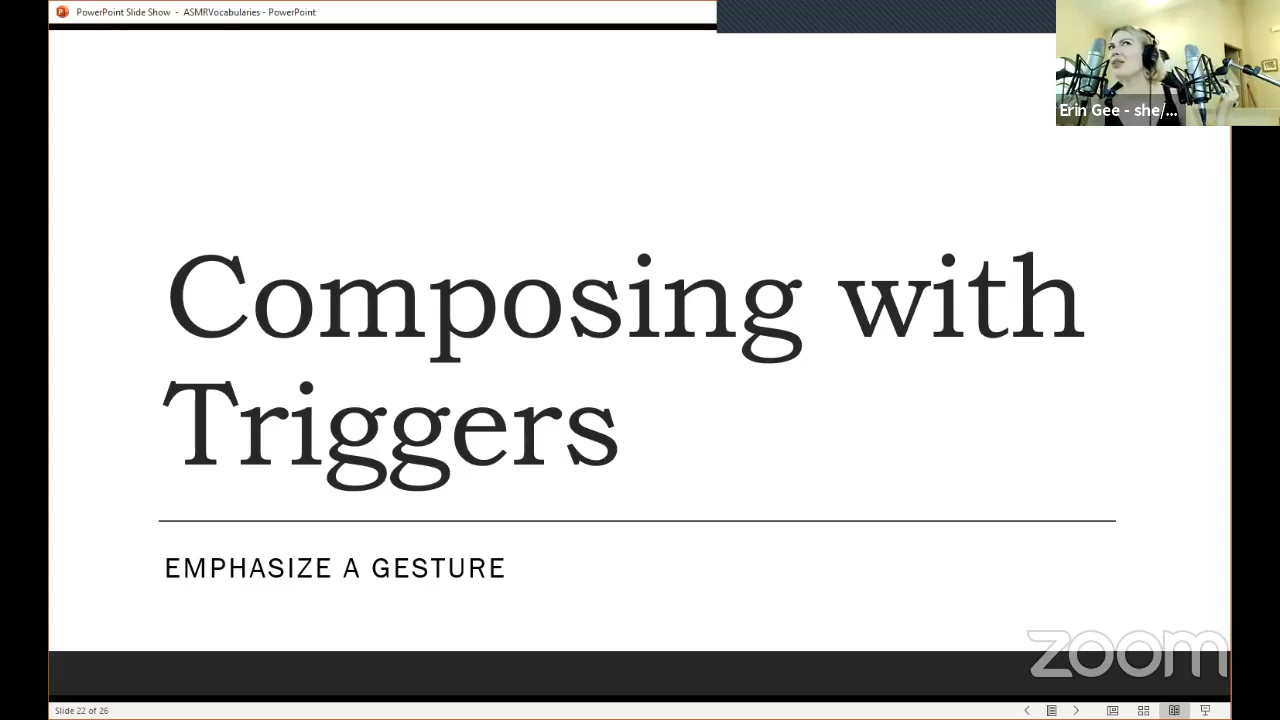 PowerPoint Slide Show - ASMRVocabularies - PowerPoint
Erin Gee - she/...
Composing with
Triggers
EMPHASIZE A GESTURE
zoom
Slide 22 of 26